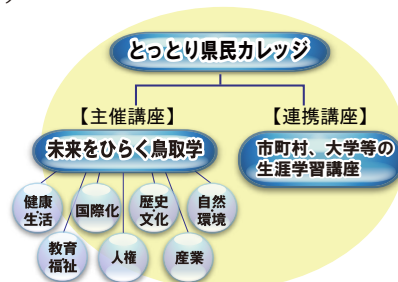 とっとり県民カレッジ
【主催講座】
未来をひらく鳥取学
【連携講座】
市町村、大学等の
生涯学習講座
健康
生活
国際化
歴史
文化
自然
環境
教育
福祉
人権
産業